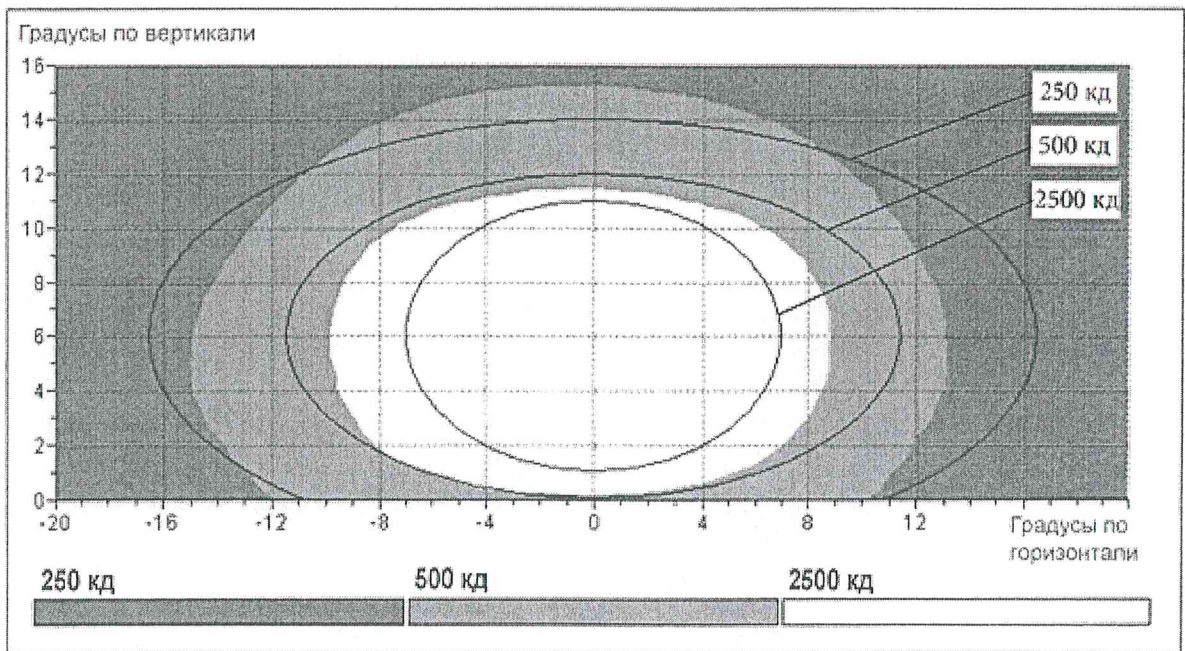 Градусы по вертикали
16
14
12
10
8
6
4
2
0
-20 -16 -12 -8 -4 0 4 8 12
Градусы по
горизонтали
250 кд
500 кд
2500 кд
250 кд 500 кд 2500 кд